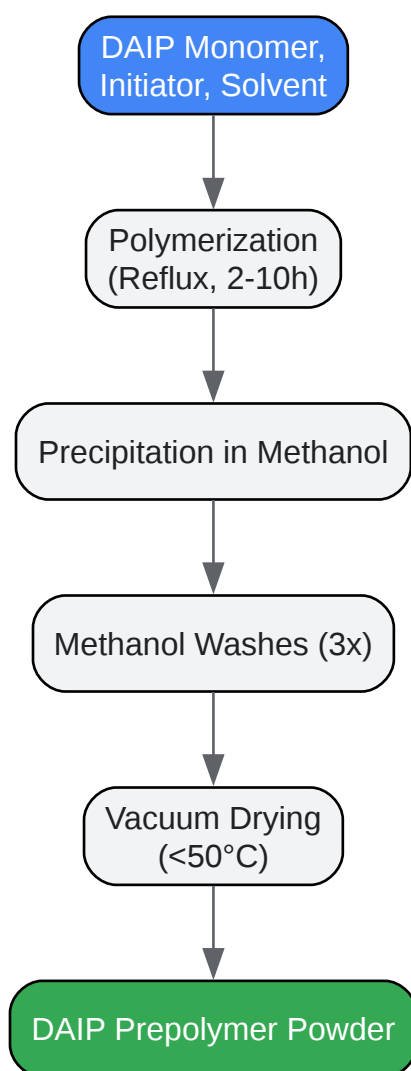 DAIP Monomer,
Initiator, Solvent
Polymerization
(Reflux, 2-10h)
Precipitation in Methanol
Methanol Washes (3x)
Vacuum Drying
(<50°C)
DAIP Prepolymer Powder